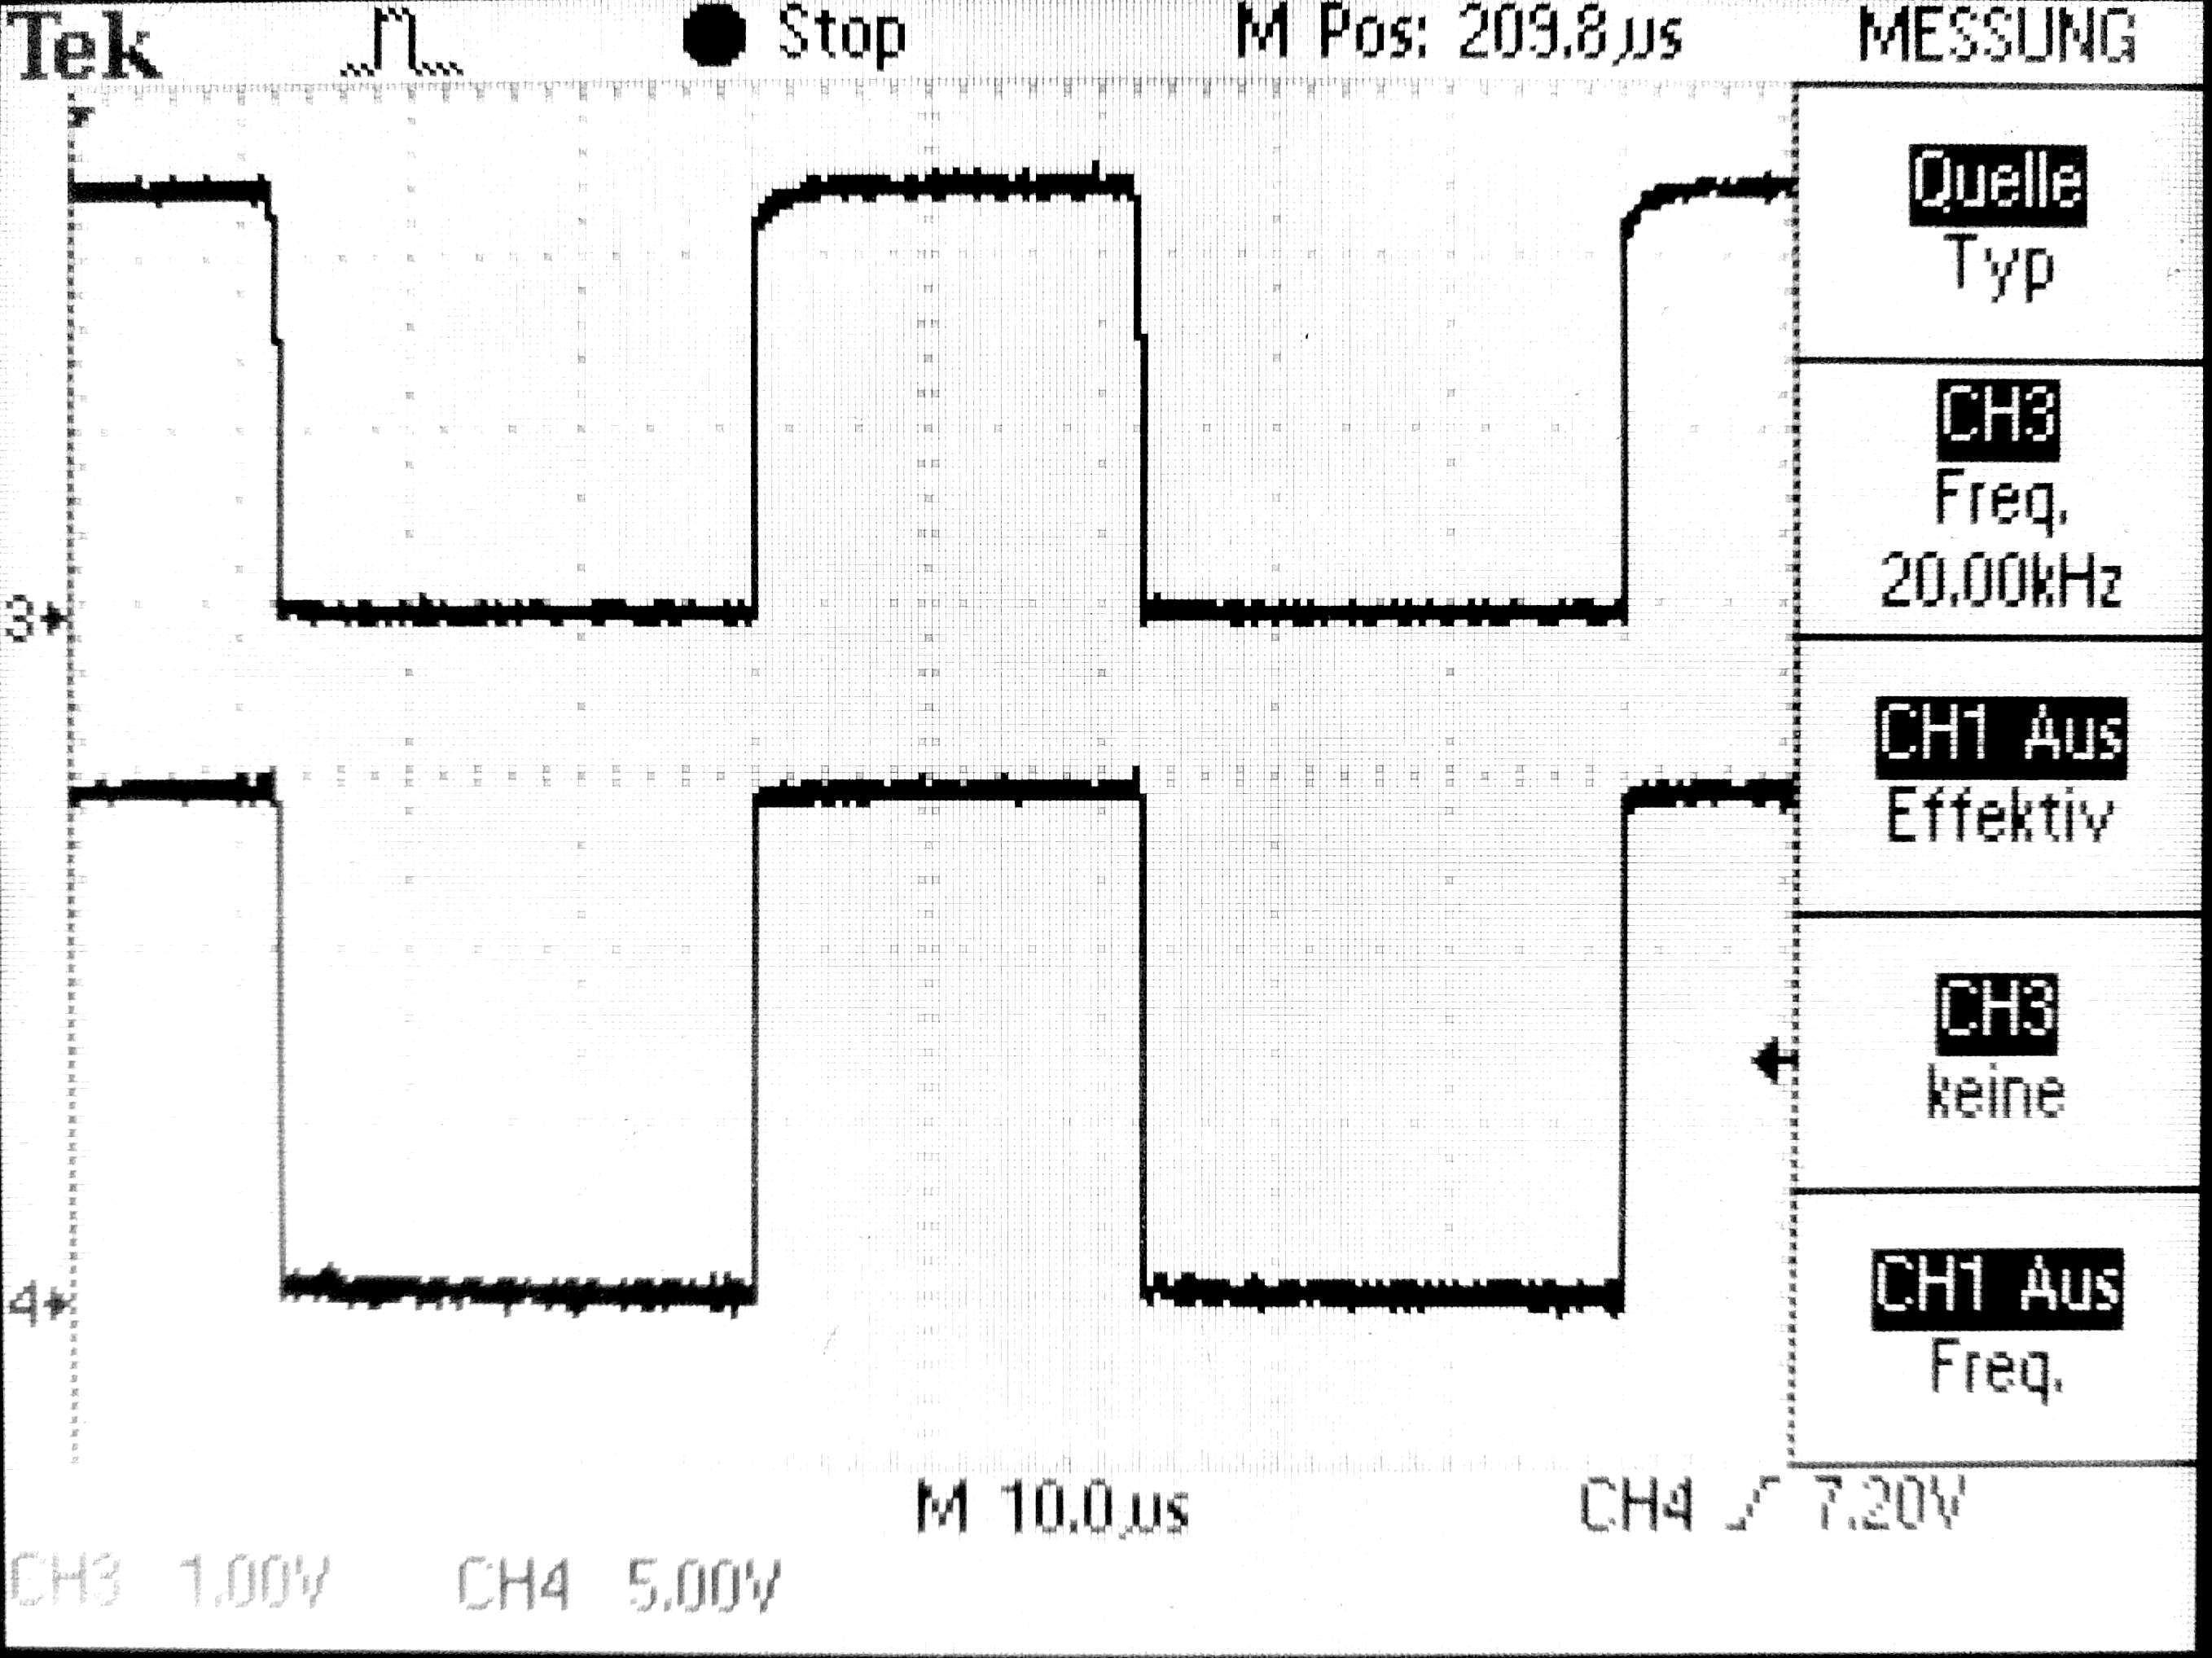 Tek Stop M Pos: 209.8µs MESSUNG
Quelle
Typ
CH3
Freq.
20.00kHz
3
CH1 Aus
Effektiv
CH3
keine
4
CH1 Aus
Freq.
M 10.0µs CH4 7.20V
CH3 1.00V CH4 5.00V